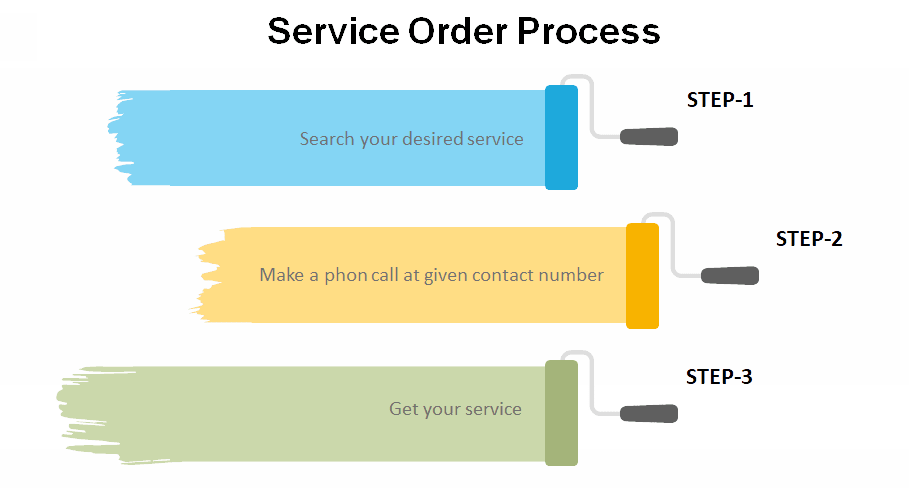 Service Order Process
STEP-1
Search your desired service
STEP-2
Make a phon call at given contact number
STEP-3
Get your service